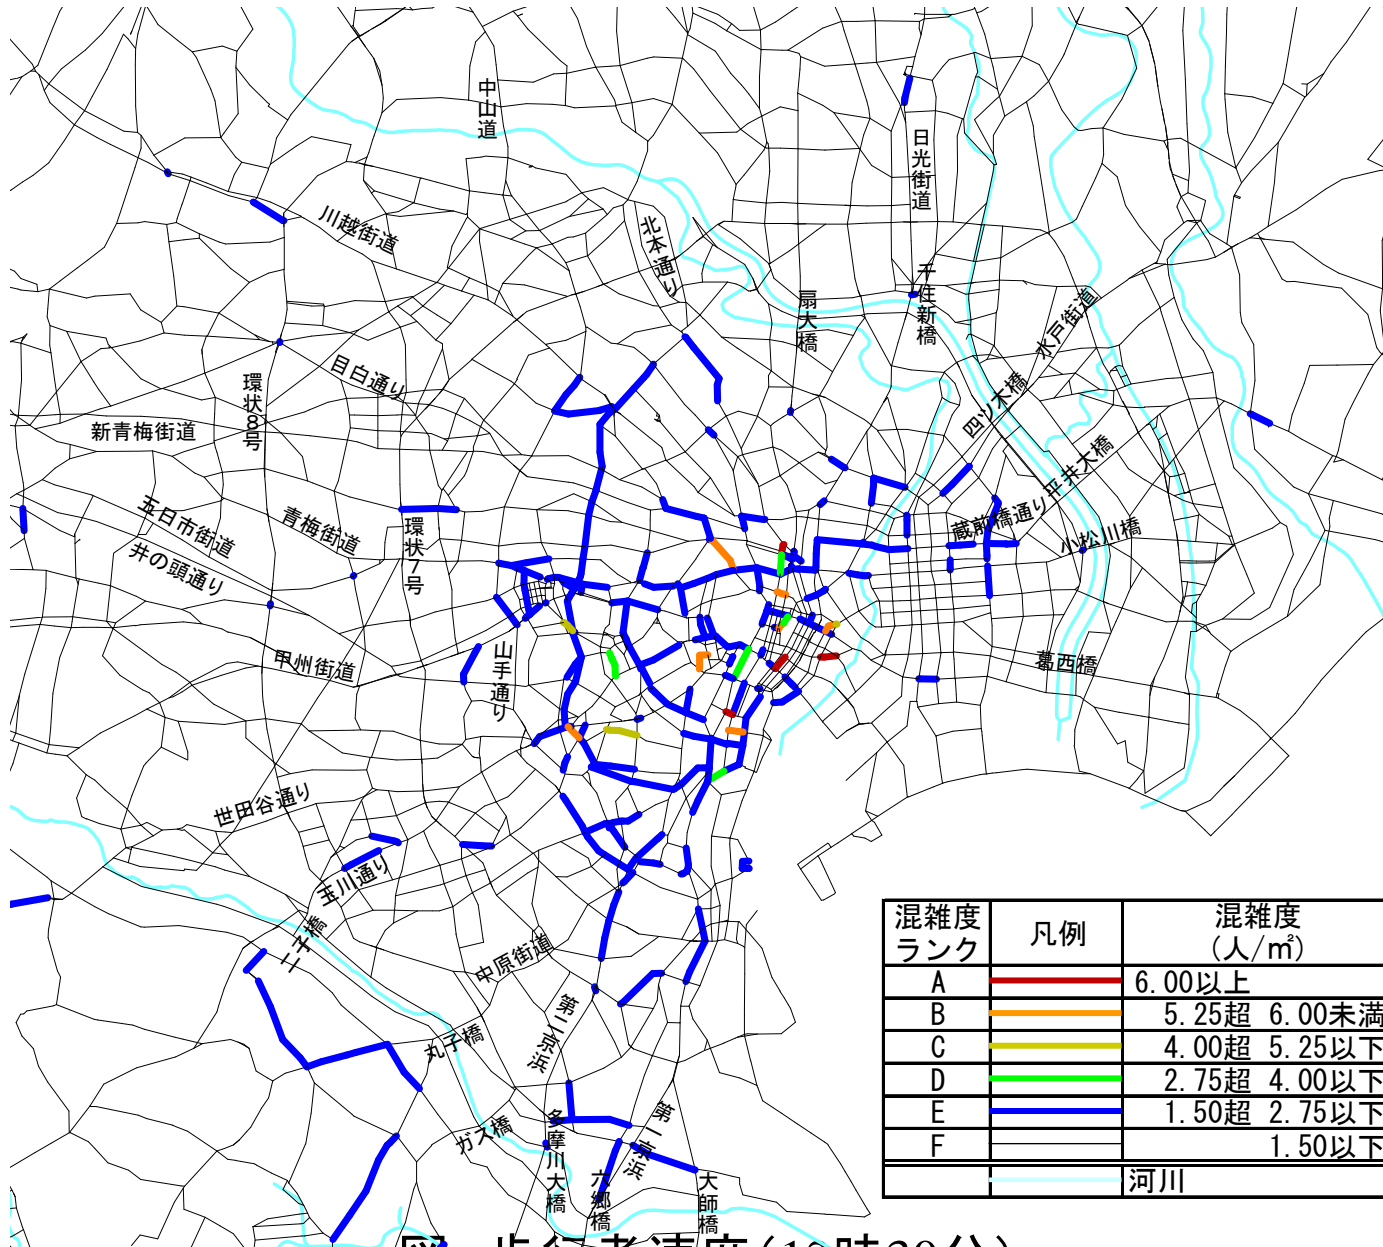 中山道
日光街道
川越街道
北本通り
千住新橋
扇大橋
水戸街道
目白通り
環状8号
四ツ木橋
新青梅街道
平井大橋
五日市街道
青梅街道
環状7号
蔵前橋通り
小松川橋
井の頭通り
甲州街道
山手通り
葛西橋
世田谷通り
玉川通り
二子橋
中原街道
第二京浜
丸子橋
ガス橋
多摩川大橋
第一京浜
六郷橋
大師橋
混雑度ランク 凡例 混雑度(人/㎡)
A 6.00以上
B 5.25超 6.00未満
C 4.00超 5.25以下
D 2.75超 4.00以下
E 1.50超 2.75以下
F 1.50以下
河川